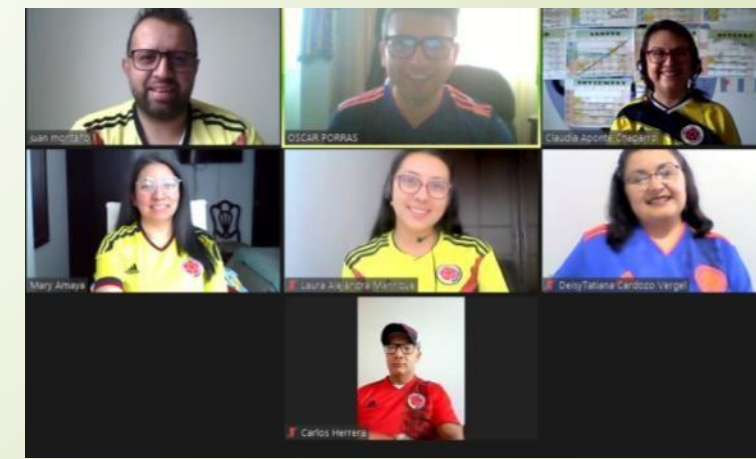 juan montaño
OSCAR PORRAS
Claudia Aponte Chaparro
Mary Amaya
Laura Alejandra Manrique
DeisyTatiana Cardozo Vergel
Carlos Herrera